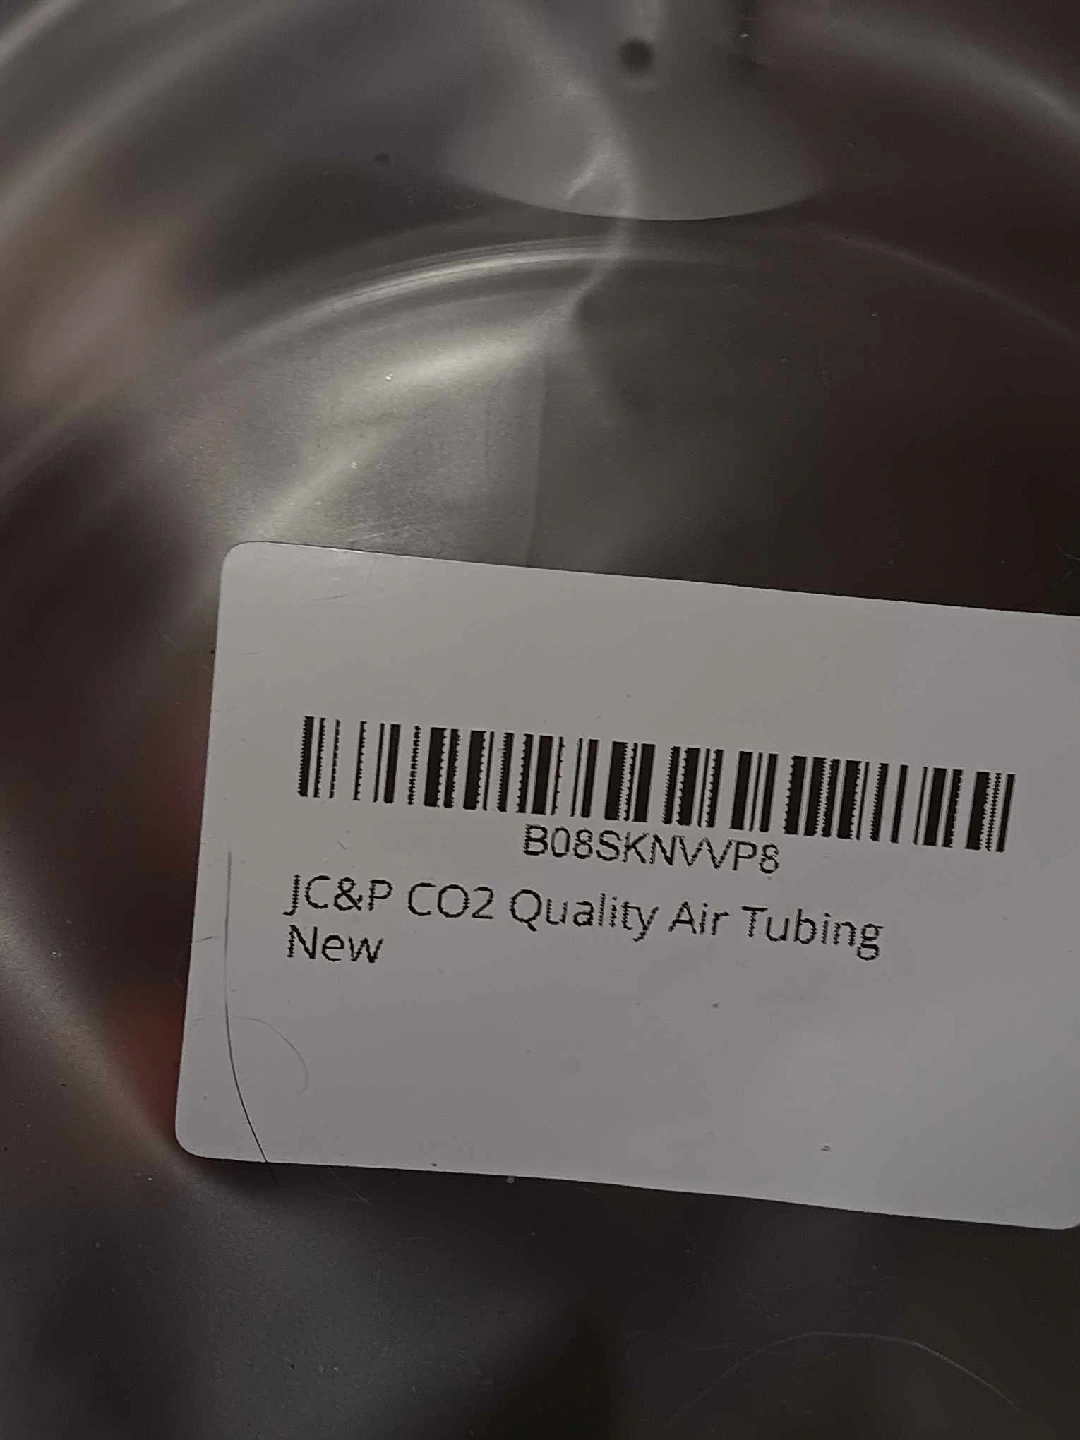 B08SKNVVP8
JC&P CO2 Quality Air Tubing
New